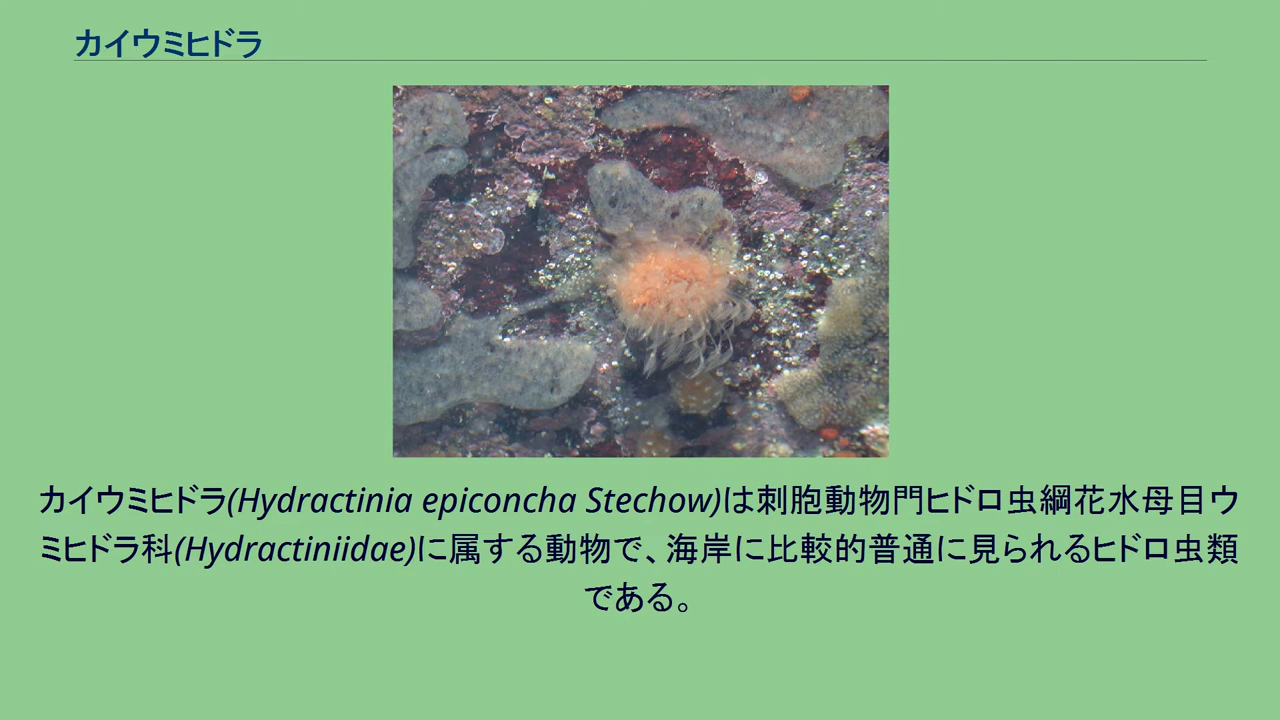 カイウミヒドラ
カイウミヒドラ(Hydractinia epiconcha Stechow)は刺胞動物門ヒドロ虫綱花水母目ウ
ミヒドラ科(Hydractiniidae)に属する動物で、海岸に比較的普通に見られるヒドロ虫類
である。